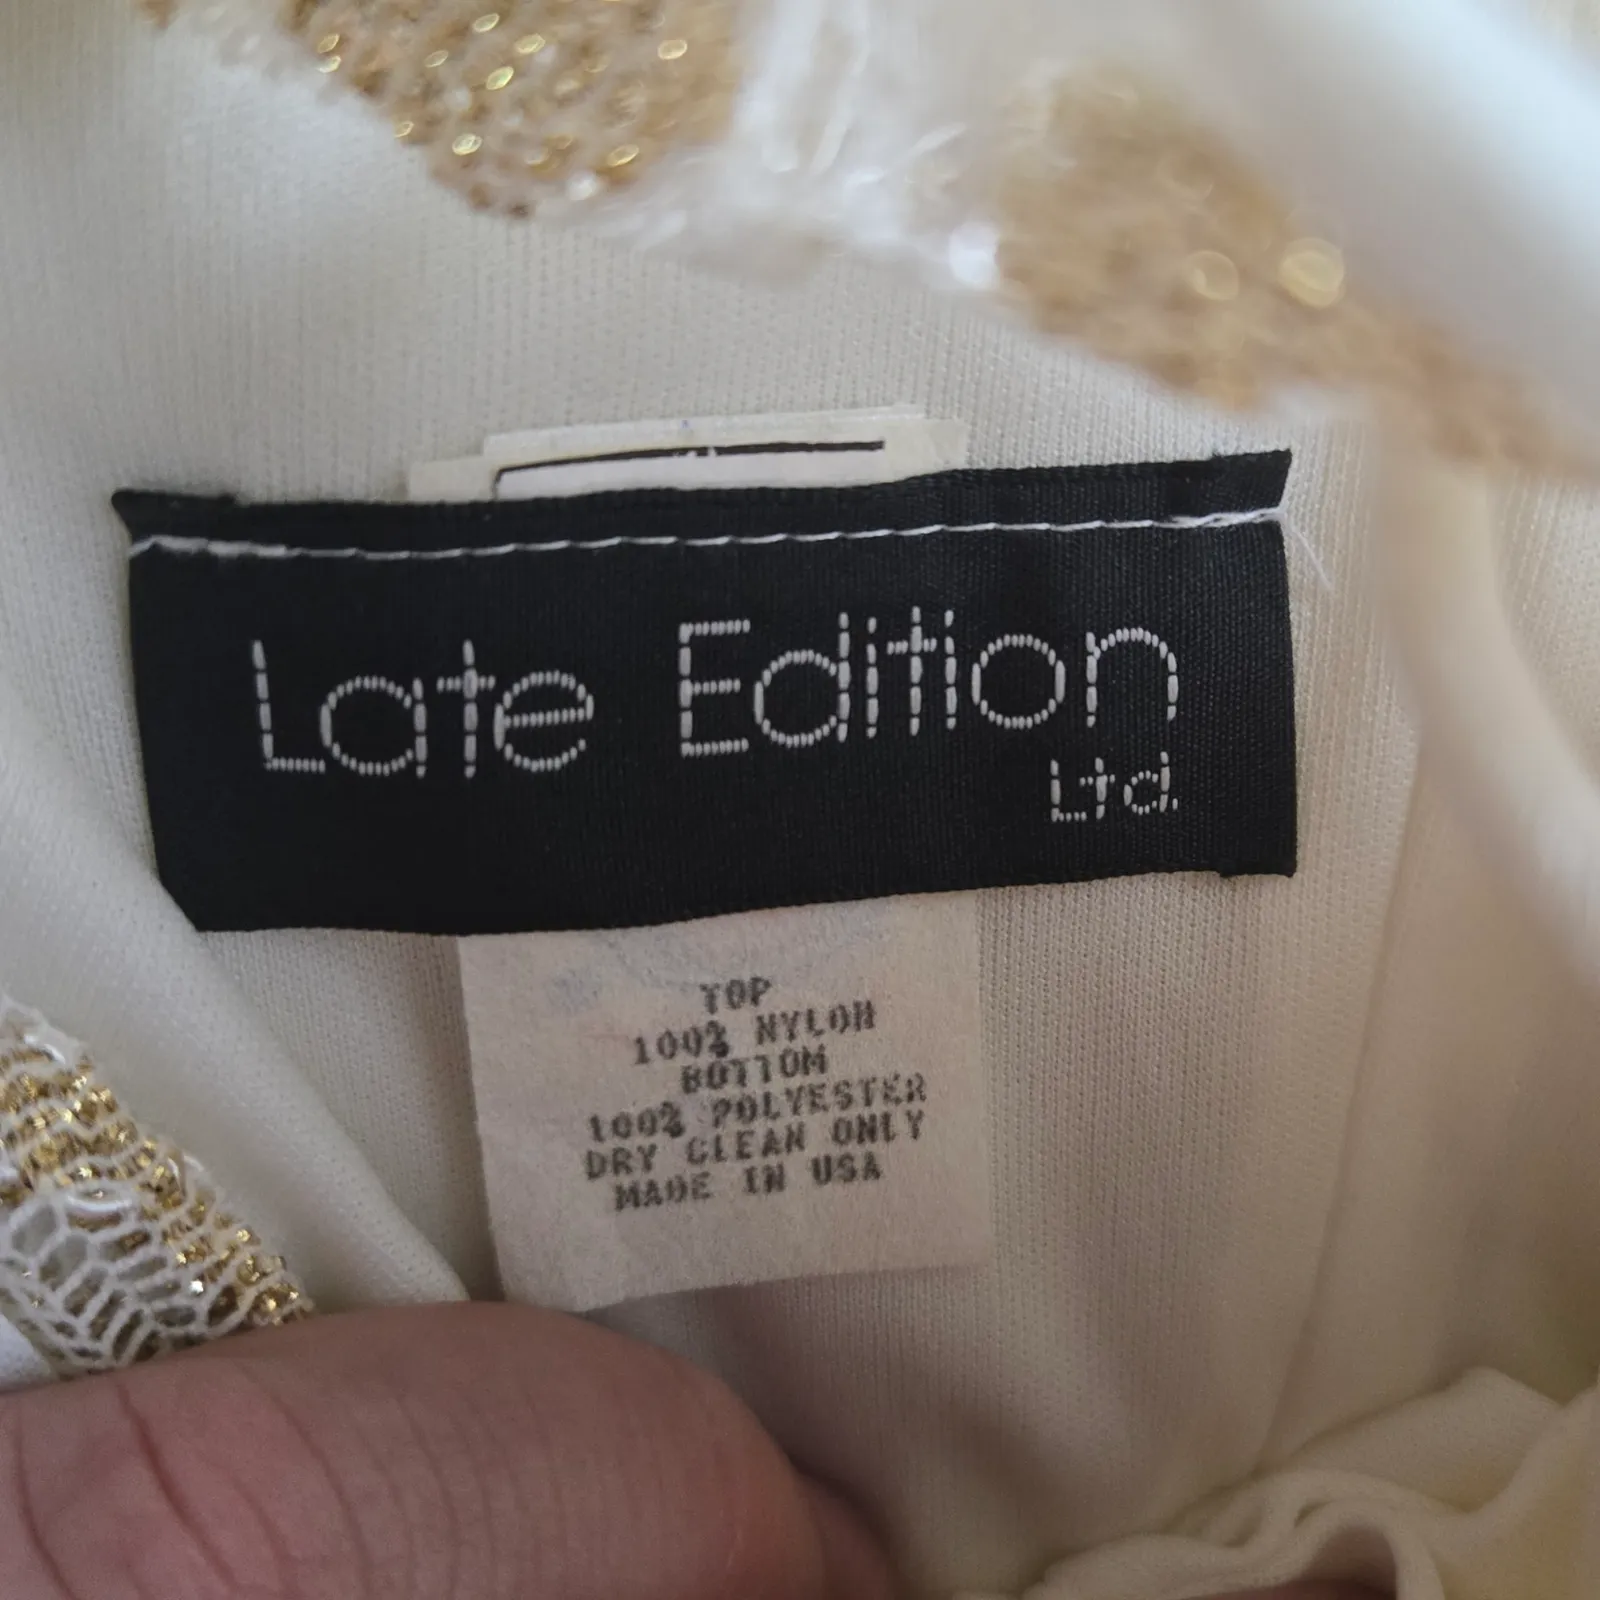 Late Edition
Ltd.
TOP
100% NYLON
BOTTOM
100% POLYESTER
DRY CLEAN ONLY
MADE IN USA